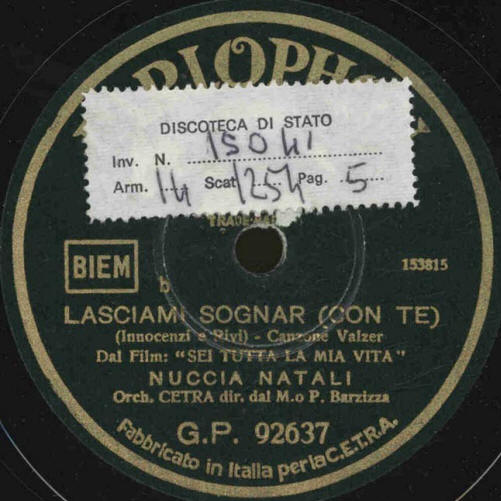 DISCOTECA DI STATO
Inv. N. 15041
Arm. 14 Scat. 1254 Pag. 5
BIEM
b
153815
LASCIAMI SOGNAR (CON TE)
(Innocenzi e Rivi) - Canzone Valzer
Dal Film: "SEI TUTTA LA MIA VITA"
NUCCIA NATALI
Orch. CETRA dir. dal M.o P. Barzizza
G.P. 92637
Fabbricato in Italia per la C.E.T.R.A.